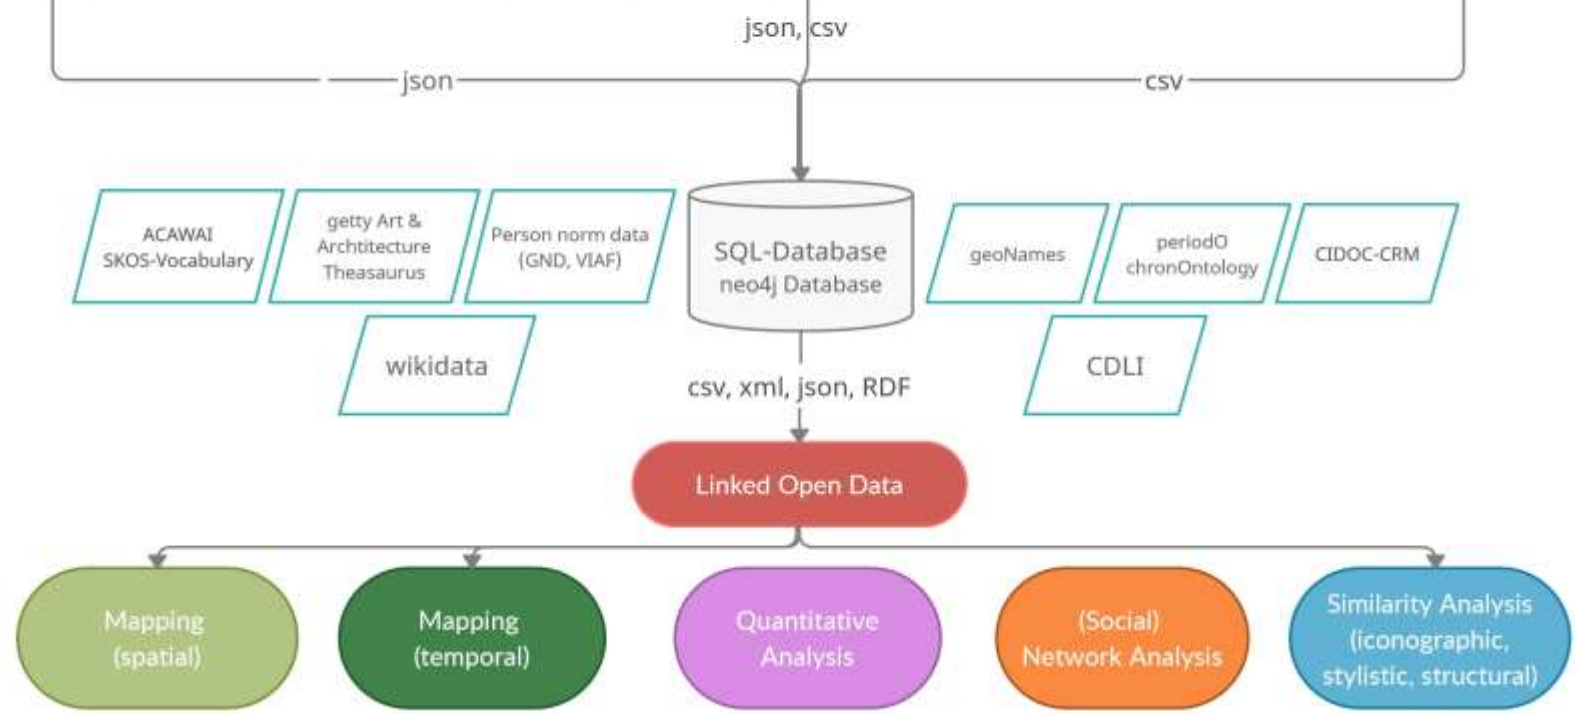 json, csv
json
csv
ACAWAI
SKOS-Vocabulary
getty Art &
Archtitecture
Theasaurus
Person norm data
(GND, VIAF)
SQL-Database
neo4j Database
geoNames
periodO
chronOntology
CIDOC-CRM
wikidata
CDLI
csv, xml, json, RDF
Linked Open Data
Mapping
(spatial)
Mapping
(temporal)
Quantitative
Analysis
(Social)
Network Analysis
Similarity Analysis
(iconographic,
stylistic, structural)